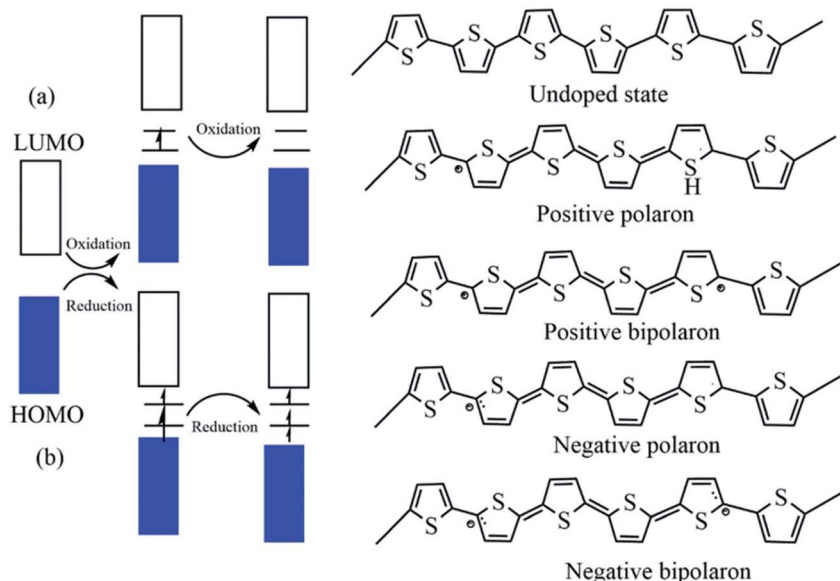 (a)
LUMO
HOMO
(b)
Oxidation
Reduction
Oxidation
Reduction
S S S S S S
Undoped state
S S S S S S
H
Positive polaron
S S S S S S
Positive bipolaron
S S S S S S
Negative polaron
S S S S S S
Negative bipolaron